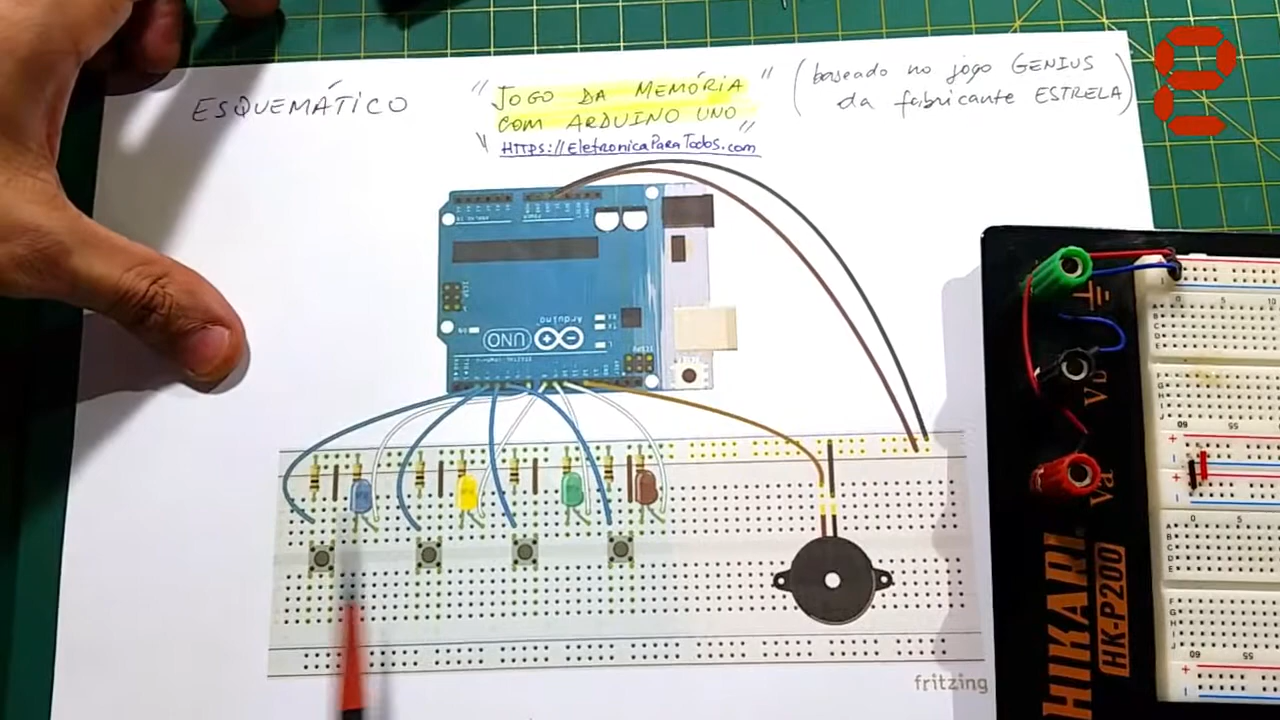 ESQUEMÁTICO
"JOGO DA MEMÓRIA
COM ARDUINO UNO"
HTTPS://EletronicaParaTodos.com
(baseado no jogo GENIUS
da fabricante ESTRELA)
Arduino
UNO
fritzing
HIKARI
HK-P200
Va